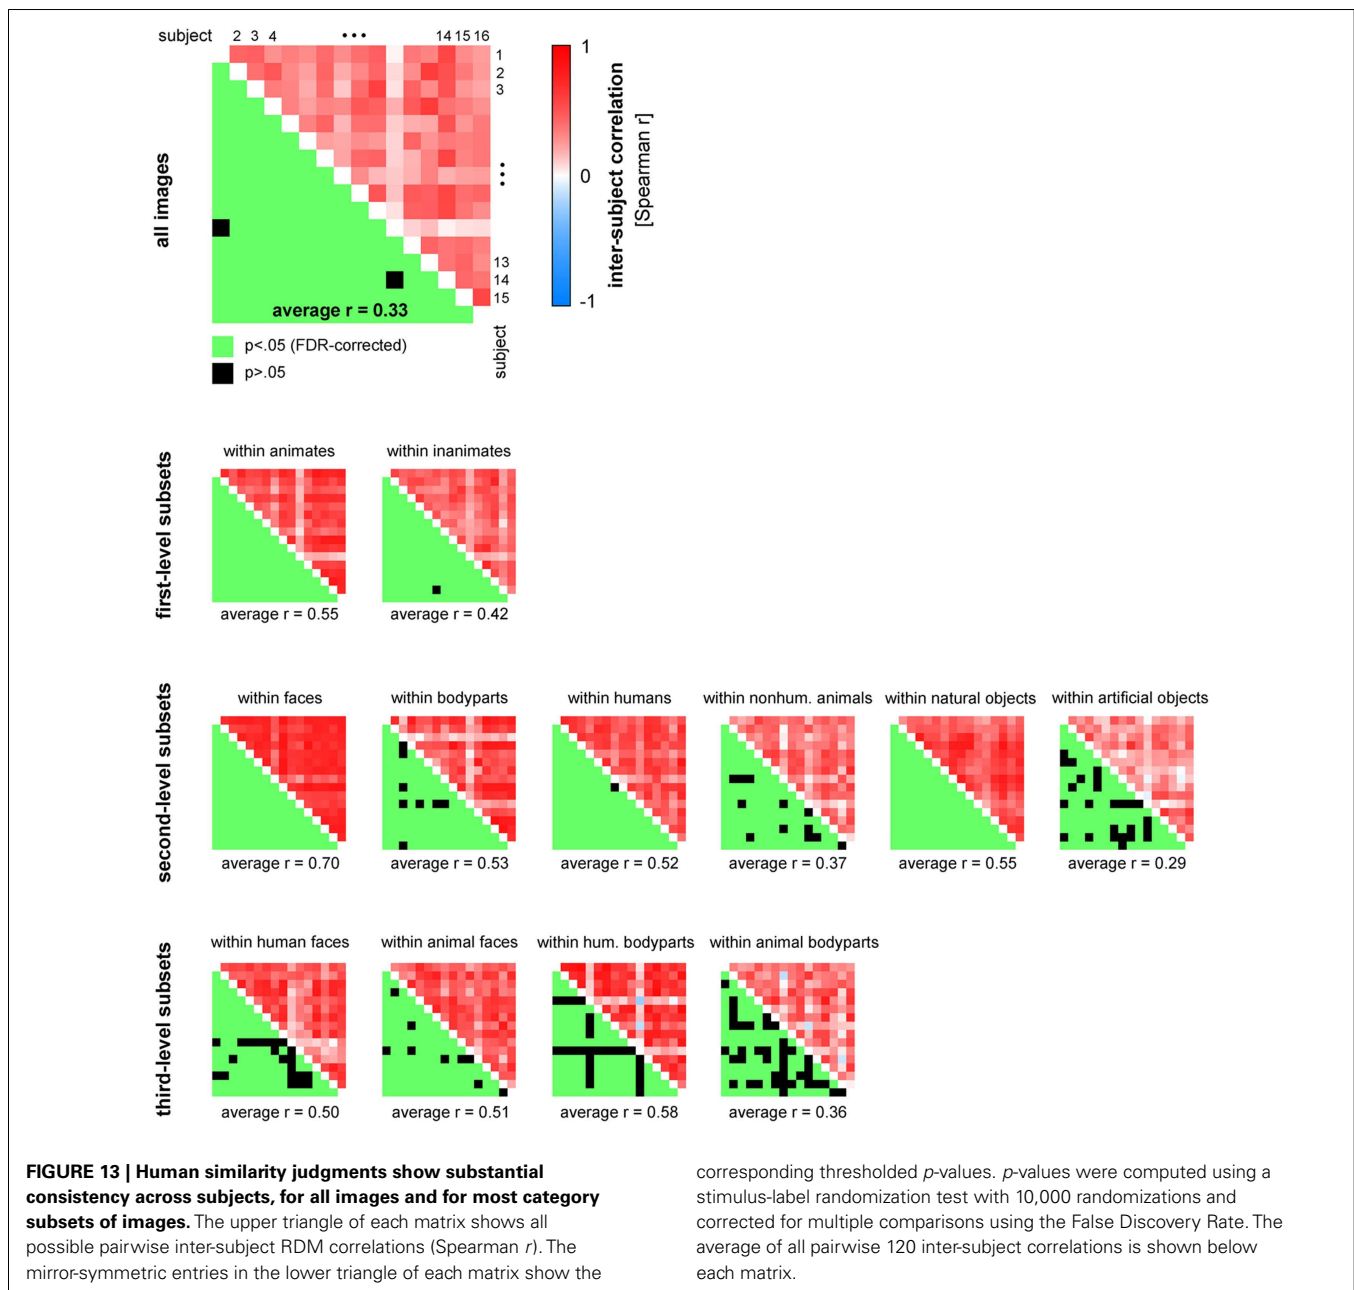 subject 2 3 4 ••• 14 15 16
1
2
3
•••
13
14
15
subject
all images
average r = 0.33
p<.05 (FDR-corrected)
p>.05
1
0
-1
inter-subject correlation
[Spearman r]
first-level subsets
within animates within inanimates
average r = 0.55 average r = 0.42
second-level subsets
within faces within bodyparts within humans within nonhum. animals within natural objects within artificial objects
average r = 0.70 average r = 0.53 average r = 0.52 average r = 0.37 average r = 0.55 average r = 0.29
third-level subsets
within human faces within animal faces within hum. bodyparts within animal bodyparts
average r = 0.50 average r = 0.51 average r = 0.58 average r = 0.36
FIGURE 13 | Human similarity judgments show substantial
consistency across subjects, for all images and for most category
subsets of images. The upper triangle of each matrix shows all
possible pairwise inter-subject RDM correlations (Spearman r). The
mirror-symmetric entries in the lower triangle of each matrix show the
corresponding thresholded p-values. p-values were computed using a
stimulus-label randomization test with 10,000 randomizations and
corrected for multiple comparisons using the False Discovery Rate. The
average of all pairwise 120 inter-subject correlations is shown below
each matrix.